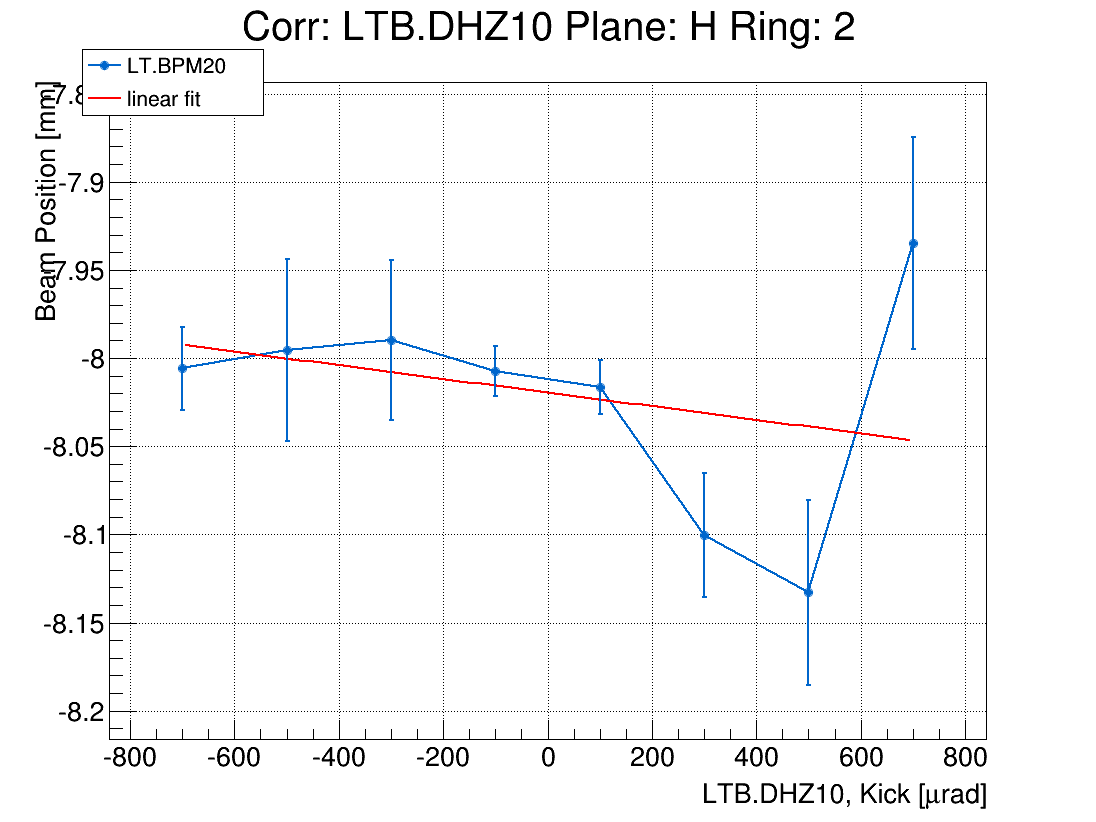 Corr: LTB.DHZ10 Plane: H Ring: 2
LT.BPM20
linear fit
Beam Position [mm]
-7.9
-7.95
-8
-8.05
-8.1
-8.15
-8.2
-800 -600 -400 -200 0 200 400 600 800
LTB.DHZ10, Kick [μrad]